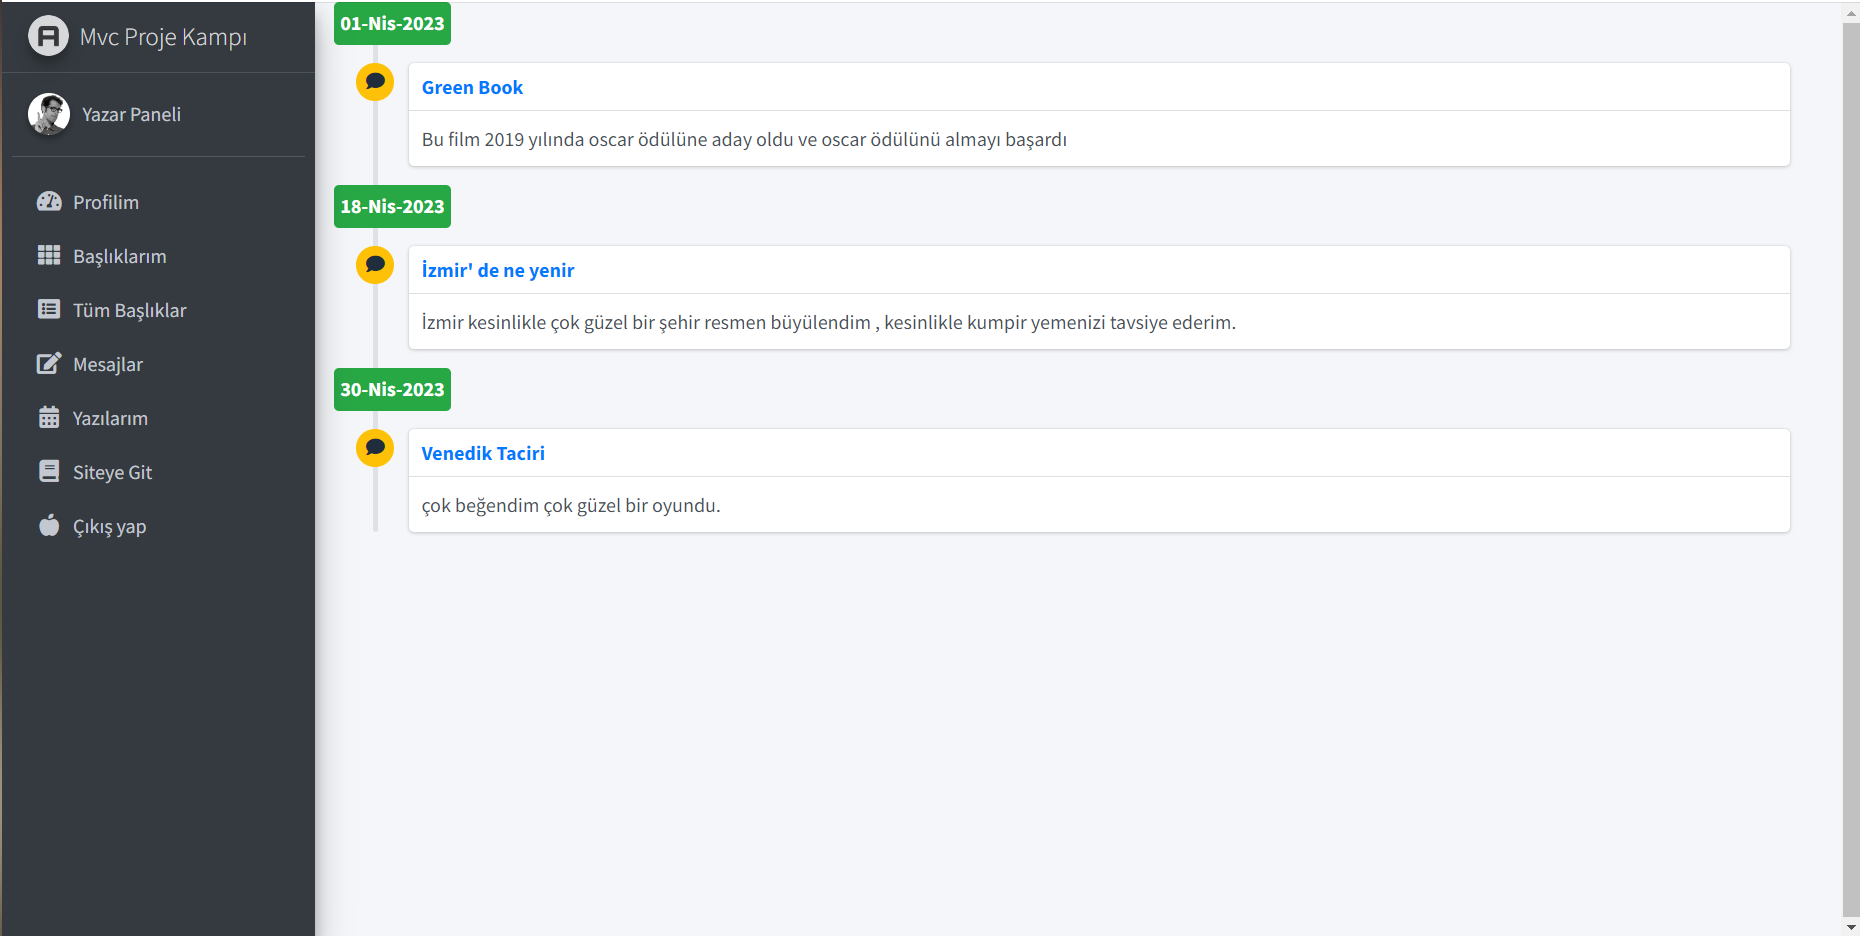 Mvc Proje Kampı
Yazar Paneli
Profilim
Başlıklarım
Tüm Başlıklar
Mesajlar
Yazılarım
Siteye Git
Çıkış yap
01-Nis-2023
Green Book
Bu film 2019 yılında oscar ödülüne aday oldu ve oscar ödülünü almayı başardı
18-Nis-2023
İzmir' de ne yenir
İzmir kesinlikle çok güzel bir şehir resmen büyülendim , kesinlikle kumpir yemenizi tavsiye ederim.
30-Nis-2023
Venedik Taciri
çok beğendim çok güzel bir oyundu.